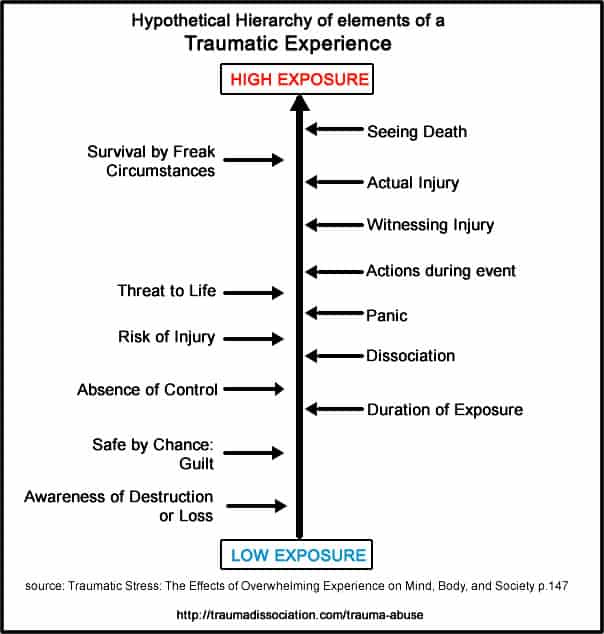 Hypothetical Hierarchy of elements of a
Traumatic Experience
HIGH EXPOSURE
Seeing Death
Survival by Freak
Circumstances
Actual Injury
Witnessing Injury
Actions during event
Threat to Life
Panic
Risk of Injury
Dissociation
Absence of Control
Duration of Exposure
Safe by Chance:
Guilt
Awareness of Destruction
or Loss
LOW EXPOSURE
source: Traumatic Stress: The Effects of Overwhelming Experience on Mind, Body, and Society p.147
http://traumadissociation.com/trauma-abuse